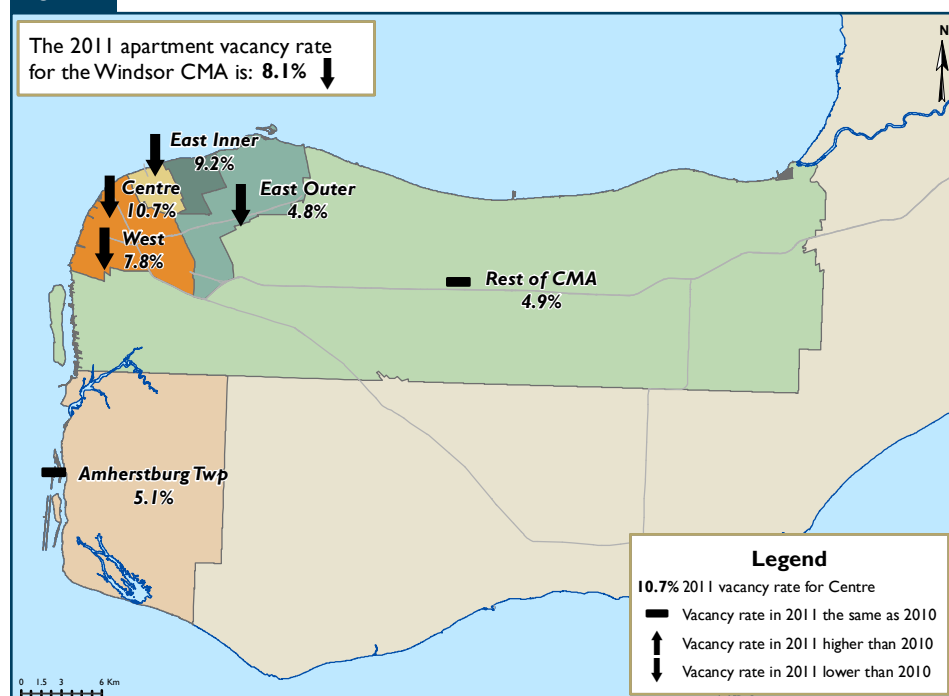 The 2011 apartment vacancy rate
for the Windsor CMA is: 8.1%
N
East Inner
9.2%
Centre
10.7%
East Outer
4.8%
West
7.8%
Rest of CMA
4.9%
Amherstburg Twp
5.1%
Legend
10.7% 2011 vacancy rate for Centre
Vacancy rate in 2011 the same as 2010
Vacancy rate in 2011 higher than 2010
Vacancy rate in 2011 lower than 2010
0 1.5 3 6 Km